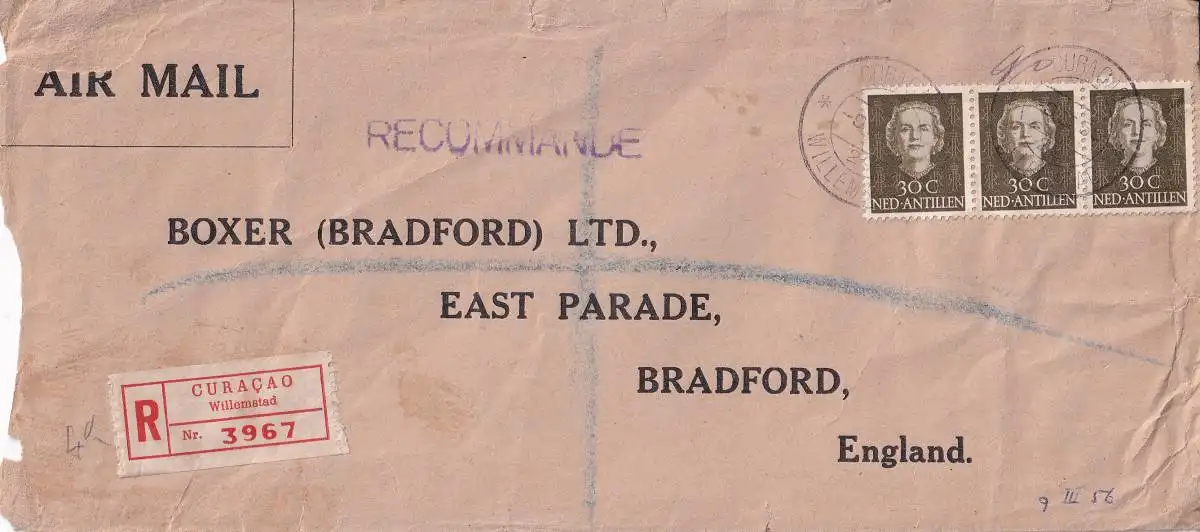 AIR MAIL
RECOMMANDE
30 C 30 C 30 C
NED·ANTILLEN NED·ANTILLEN NED·ANTILLEN
BOXER (BRADFORD) LTD.,
EAST PARADE,
BRADFORD,
England.
CURAÇAO
Willemstad
R
Nr. 3967
9 III 56